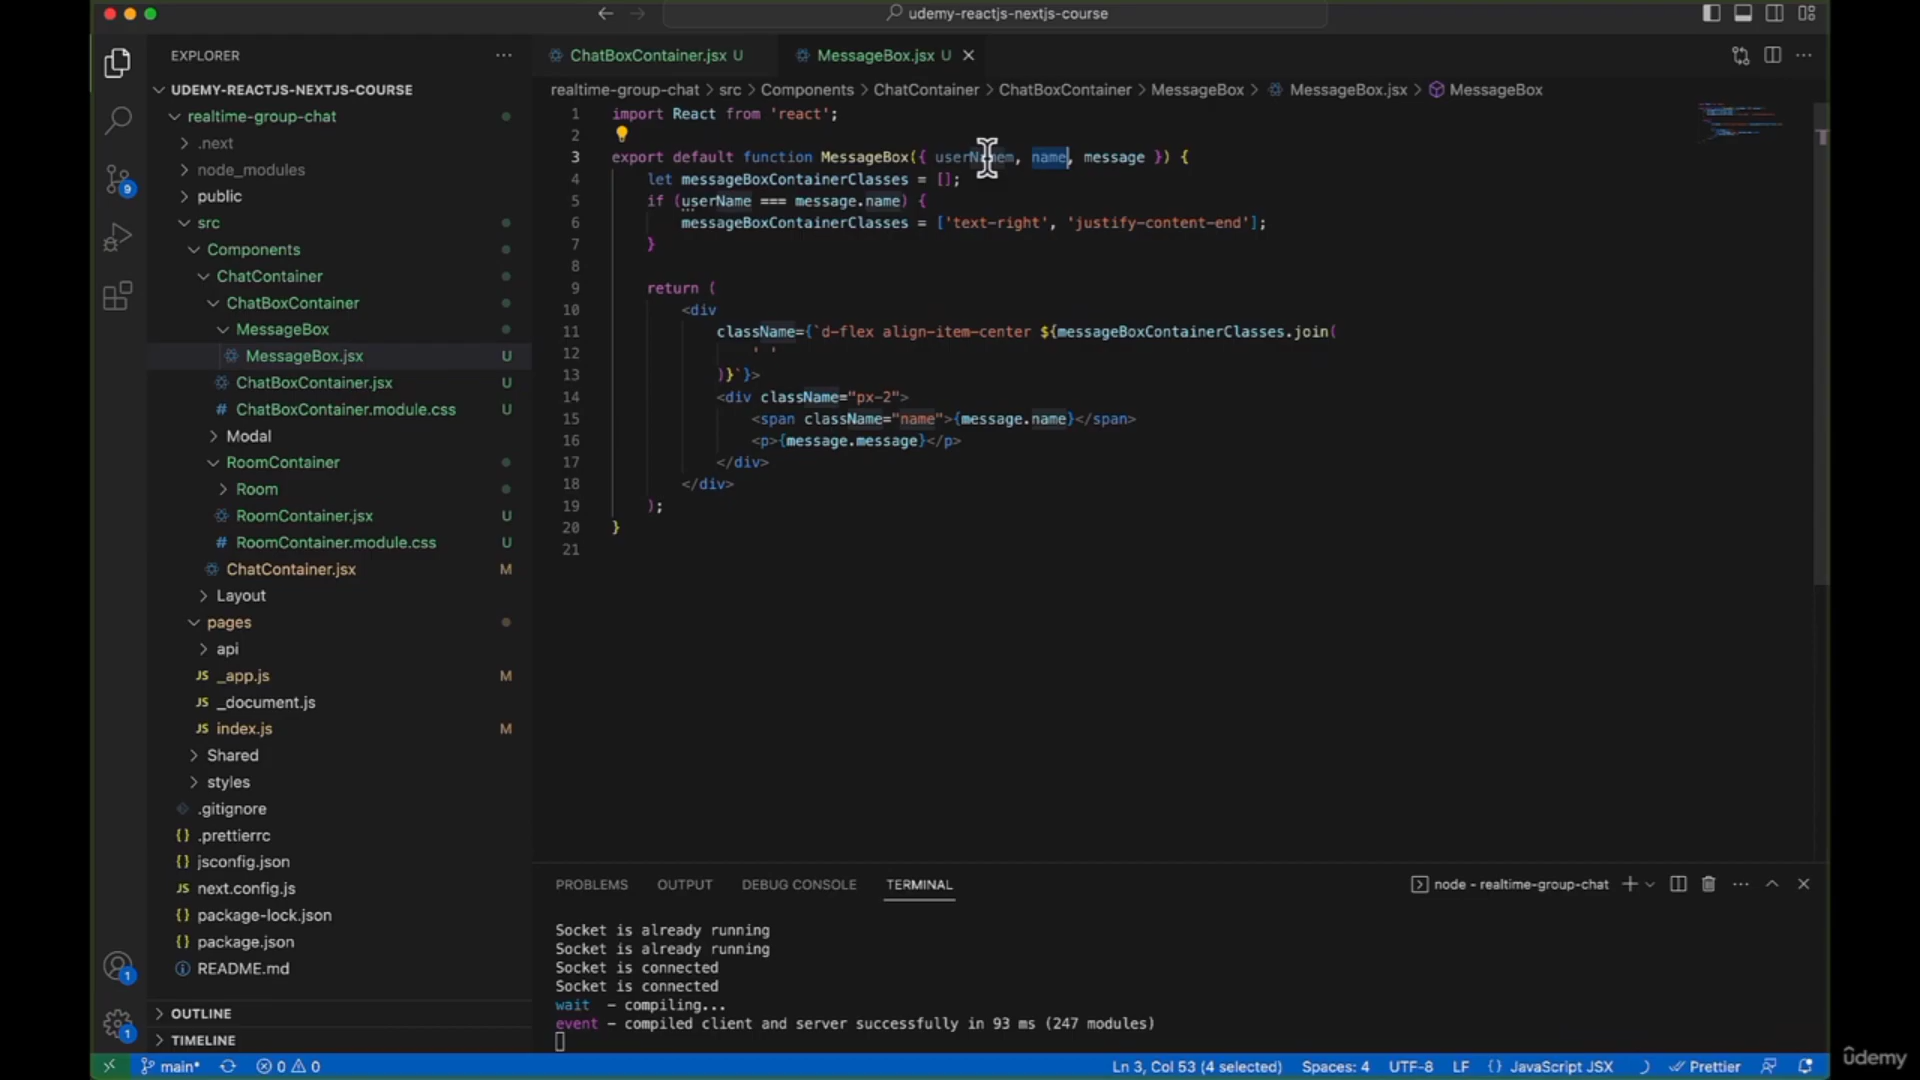 udemy-reactjs-nextjs-course
EXPLORER
ChatBoxContainer.jsx U
MessageBox.jsx U
UDEMY-REACTJS-NEXTJS-COURSE
realtime-group-chat > src > Components > ChatContainer > ChatBoxContainer > MessageBox > MessageBox.jsx > MessageBox
realtime-group-chat
.next
node_modules
public
src
Components
ChatContainer
ChatBoxContainer
MessageBox
MessageBox.jsx U
ChatBoxContainer.jsx U
# ChatBoxContainer.module.css U
Modal
RoomContainer
Room
RoomContainer.jsx U
# RoomContainer.module.css U
ChatContainer.jsx M
Layout
pages
api
JS _app.js M
JS _document.js
JS index.js M
Shared
styles
.gitignore
{} .prettierrc
{} jsconfig.json
JS next.config.js
{} package-lock.json
{} package.json
README.md
OUTLINE
TIMELINE
9
1
1
1 import React from 'react';
2
3 export default function MessageBox({ userNamem, name, message }) {
4 let messageBoxContainerClasses = [];
5 if (userName === message.name) {
6 messageBoxContainerClasses = ['text-right', 'justify-content-end'];
7 }
8
9 return (
10 <div
11 className={`d-flex align-item-center ${messageBoxContainerClasses.join(
12 ' '
13 )}`}>
14 <div className="px-2">
15 <span className="name">{message.name}</span>
16 <p>{message.message}</p>
17 </div>
18 </div>
19 );
20 }
21
PROBLEMS OUTPUT DEBUG CONSOLE TERMINAL
node - realtime-group-chat
Socket is already running
Socket is already running
Socket is connected
Socket is connected
wait - compiling...
event - compiled client and server successfully in 93 ms (247 modules)
main* 0 0
Ln 3, Col 53 (4 selected) Spaces: 4 UTF-8 LF {} JavaScript JSX Prettier
ûdemy